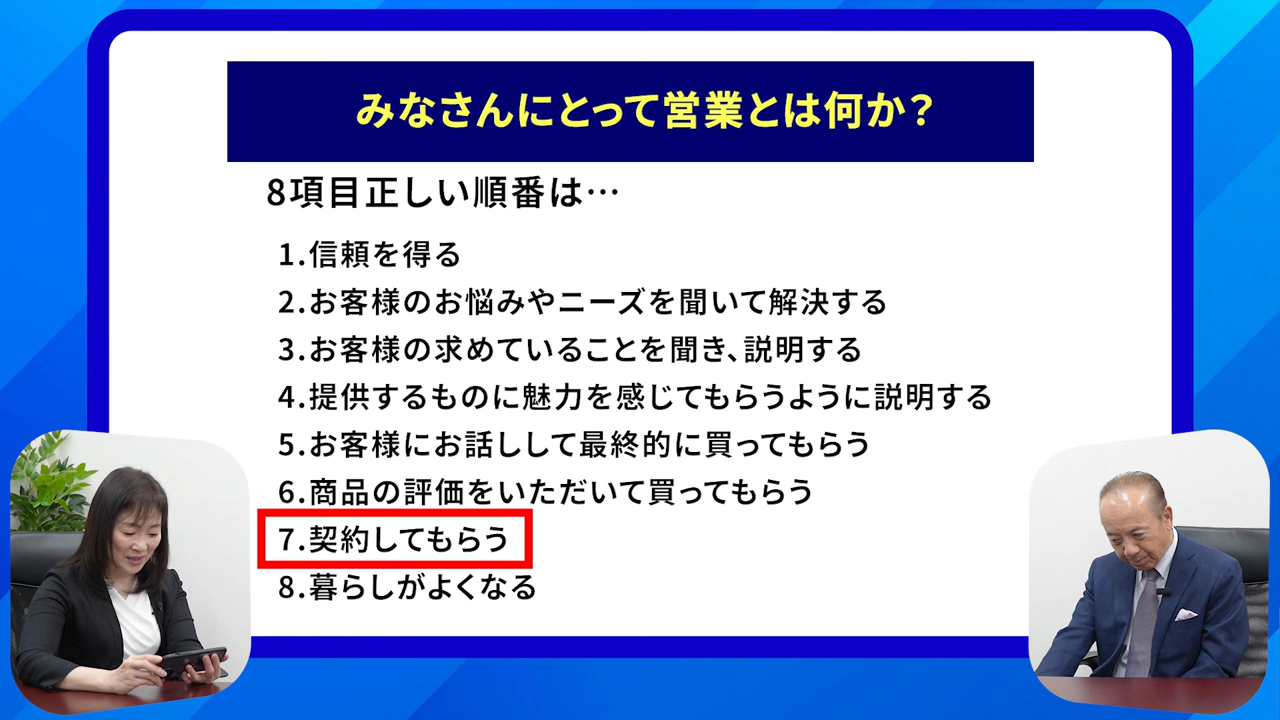 みなさんにとって営業とは何か？
8項目正しい順番は…
1.信頼を得る
2.お客様のお悩みやニーズを聞いて解決する
3.お客様の求めていることを聞き、説明する
4.提供するものに魅力を感じてもらうように説明する
5.お客様にお話しして最終的に買ってもらう
6.商品の評価をいただいて買ってもらう
7.契約してもらう
8.暮らしがよくなる